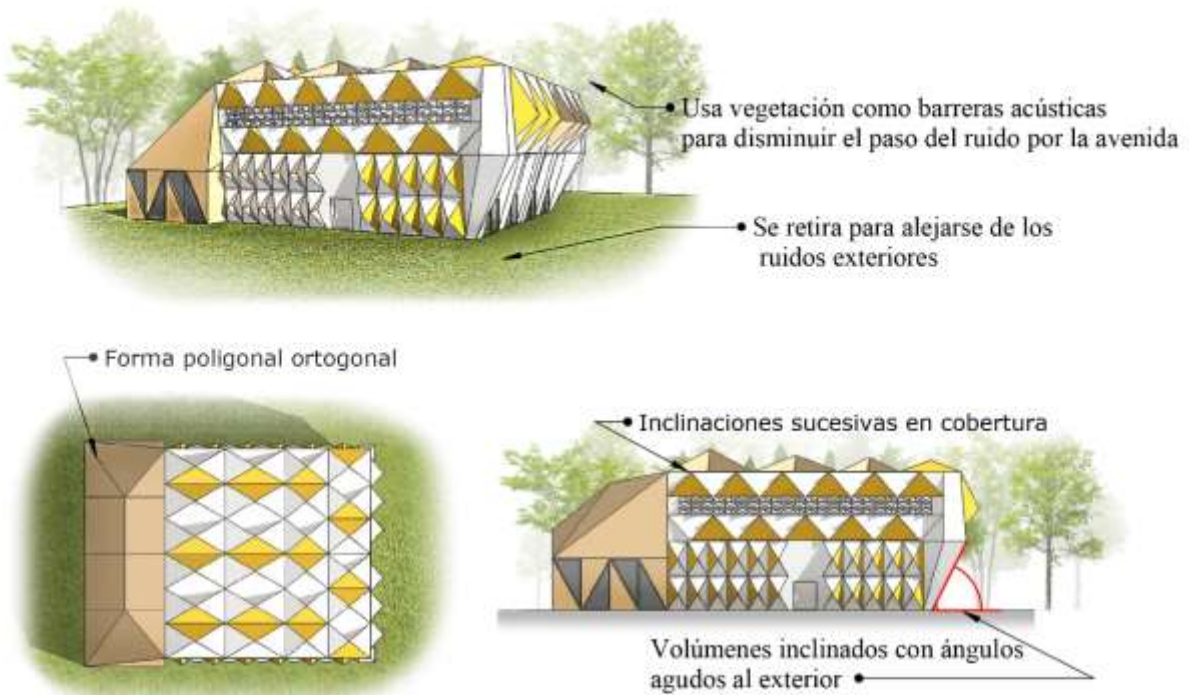 Usa vegetación como barreras acústicas
para disminuir el paso del ruido por la avenida
Se retira para alejarse de los
ruidos exteriores
Forma poligonal ortogonal
Inclinaciones sucesivas en cobertura
Volúmenes inclinados con ángulos
agudos al exterior